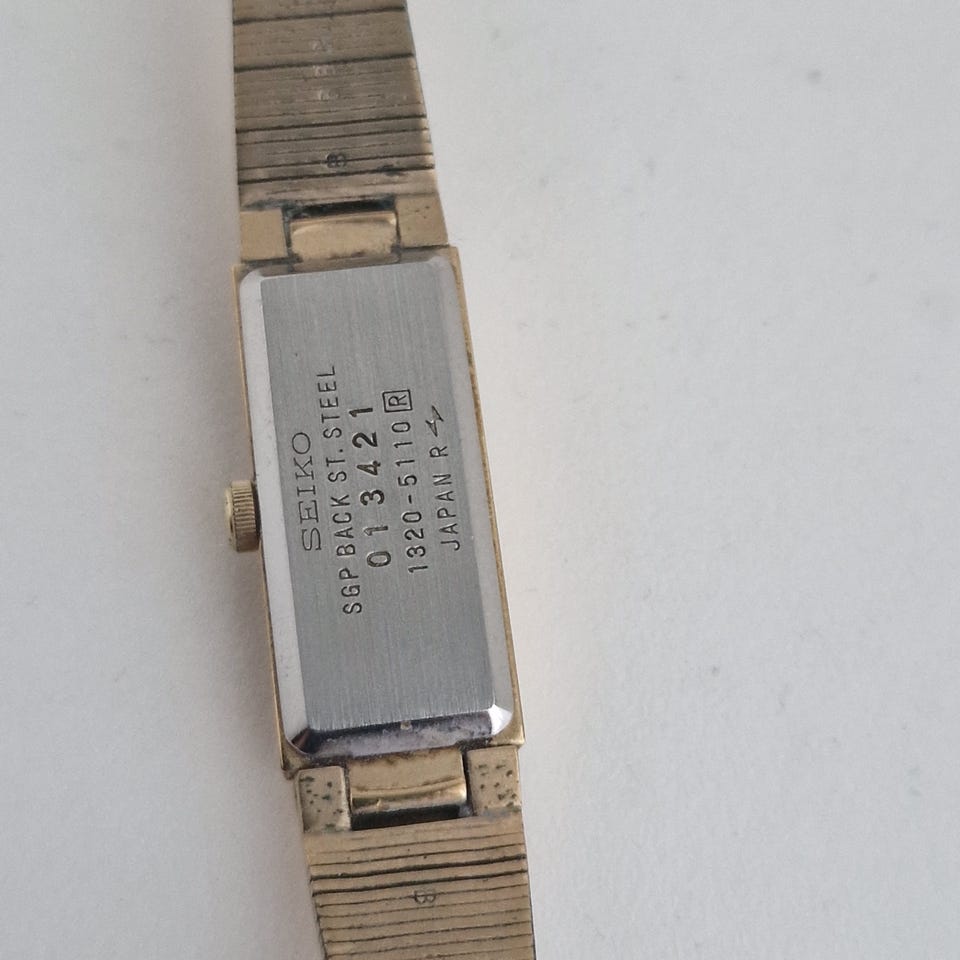 SEIKO
SGP BACK ST. STEEL
013421
1320-5110 R
JAPAN R